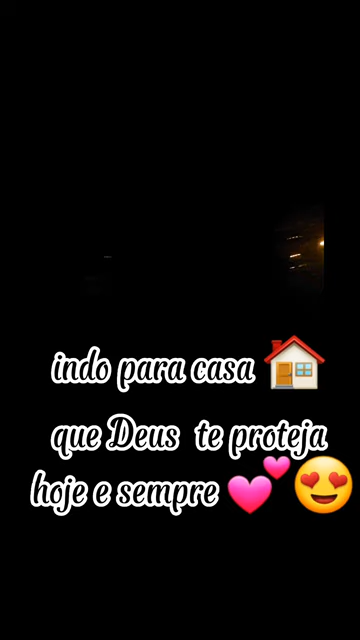 indo para casa 🏠
que Deus te proteja
hoje e sempre 💕😍